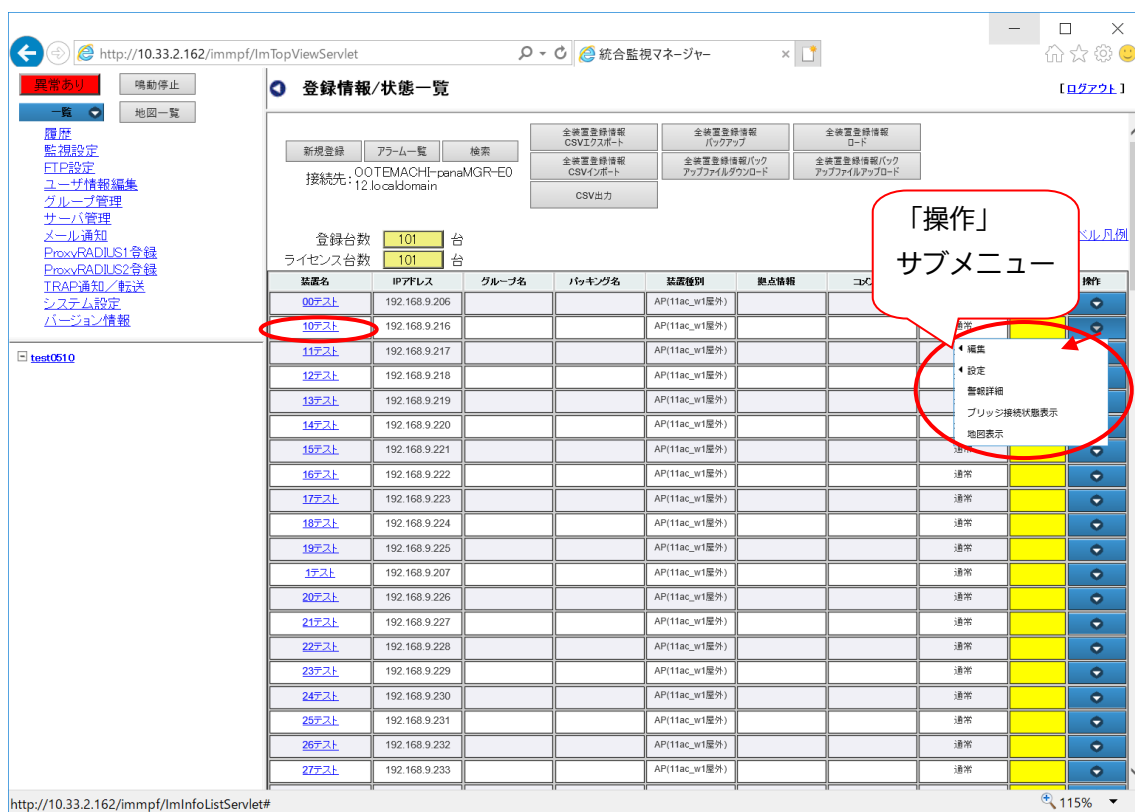 http://10.33.2.162/immpf/ImTopViewServlet
統合監視マネージャー
異常あり
鳴動停止
一覧
地図一覧
履歴
監視設定
FTP設定
ユーザ情報編集
グループ管理
サーバ管理
メール通知
ProxyRADIUS1登録
ProxyRADIUS2登録
TRAP通知／転送
システム設定
バージョン情報
test0510
登録情報/状態一覧
[ログアウト]
新規登録 アラーム一覧 検索
接続先: OOTEMACHI-panaMGR-E0
12.localdomain
全装置登録情報
CSVエクスポート
全装置登録情報
バックアップ
全装置登録情報
ロード
全装置登録情報
CSVインポート
全装置登録情報バック
アップファイルダウンロード
全装置登録情報バック
アップファイルアップロード
CSV出力
「操作」
サブメニュー
ベル凡例
登録台数 101 台
ライセンス台数 101 台
装置名 IPアドレス グループ名 パッキング名 装置種別 拠点情報 操作
00テスト 192.168.9.206 AP(11ac_w1屋外)
10テスト 192.168.9.216 AP(11ac_w1屋外) 通常
11テスト 192.168.9.217 AP(11ac_w1屋外)
12テスト 192.168.9.218 AP(11ac_w1屋外)
13テスト 192.168.9.219 AP(11ac_w1屋外)
14テスト 192.168.9.220 AP(11ac_w1屋外)
編集
設定
警報詳細
ブリッジ接続状態表示
地図表示
15テスト 192.168.9.221 AP(11ac_w1屋外) 通常
16テスト 192.168.9.222 AP(11ac_w1屋外) 通常
17テスト 192.168.9.223 AP(11ac_w1屋外) 通常
18テスト 192.168.9.224 AP(11ac_w1屋外) 通常
19テスト 192.168.9.225 AP(11ac_w1屋外) 通常
1テスト 192.168.9.207 AP(11ac_w1屋外) 通常
20テスト 192.168.9.226 AP(11ac_w1屋外) 通常
21テスト 192.168.9.227 AP(11ac_w1屋外) 通常
22テスト 192.168.9.228 AP(11ac_w1屋外) 通常
23テスト 192.168.9.229 AP(11ac_w1屋外) 通常
24テスト 192.168.9.230 AP(11ac_w1屋外) 通常
25テスト 192.168.9.231 AP(11ac_w1屋外) 通常
26テスト 192.168.9.232 AP(11ac_w1屋外) 通常
27テスト 192.168.9.233 AP(11ac_w1屋外) 通常
http://10.33.2.162/immpf/ImInfoListServlet#
115%